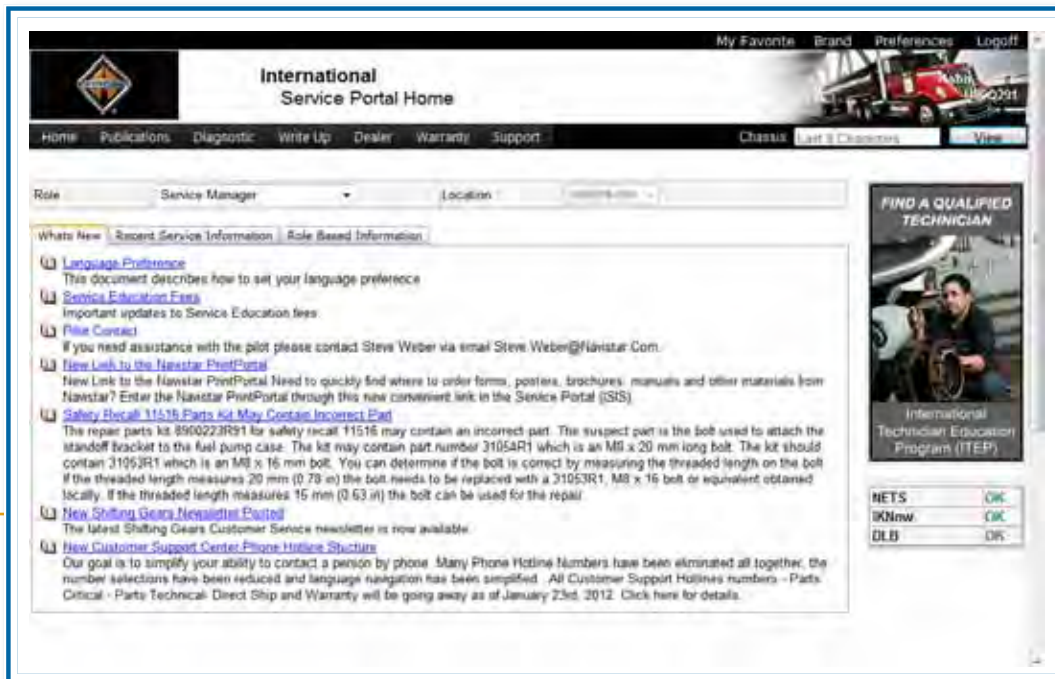 My Favorite Brand Preferences Logoff
International
Service Portal Home
Home Publications Diagnostic Write Up Dealer Warranty Support Chassis Last 8 Characters View
Role Service Manager Location
FIND A QUALIFIED
TECHNICIAN
Whats New Recent Service Information Role Based Information
Language Preference
This document describes how to set your language preference
Service Education Fees
Important updates to Service Education fees
Contact
If you need assistance with the pilot please contact Steve Weber via email Steve.Weber@Navistar.Com.
New Link to the Navistar PrintPortal
New Link to the Navistar PrintPortal Need to quickly find where to order forms, posters, brochures, manuals and other materials from
Navistar? Enter the Navistar PrintPortal through this new convenient link in the Service Portal (ISIS)
Safety Recall 11516 Parts Kit May Contain Incorrect Part
The repair parts kit 8900223R91 for safety recall 11516 may contain an incorrect part. The suspect part is the bolt used to attach the
standoff bracket to the fuel pump case. The kit may contain part number 31054R1 which is an M8 x 20 mm long bolt. The kit should
contain 31053R1 which is an M8 x 16 mm bolt. You can determine if the bolt is correct by measuring the threaded length on the bolt
If the threaded length measures 20 mm (0.78 in) the bolt needs to be replaced with a 31053R1, M8 x 16 bolt or equivalent obtained
locally. If the threaded length measures 16 mm (0.63 in) the bolt can be used for the repair.
New Shifting Gears Newsletter Posted
The latest Shifting Gears Customer Service newsletter is now available.
New Customer Support Center Phone Hotline Stucture
Our goal is to simplify your ability to contact a person by phone. Many Phone Hotline Numbers have been eliminated all together, the
number selections have been reduced and language navigation has been simplified. All Customer Support Hotlines numbers - Parts
Critical - Parts Technical- Direct Ship and Warranty will be going away as of January 23rd, 2012. Click here for details.
International
Technician Education
Program (ITEP)
NETS OK
IKNow OK
DLB OK